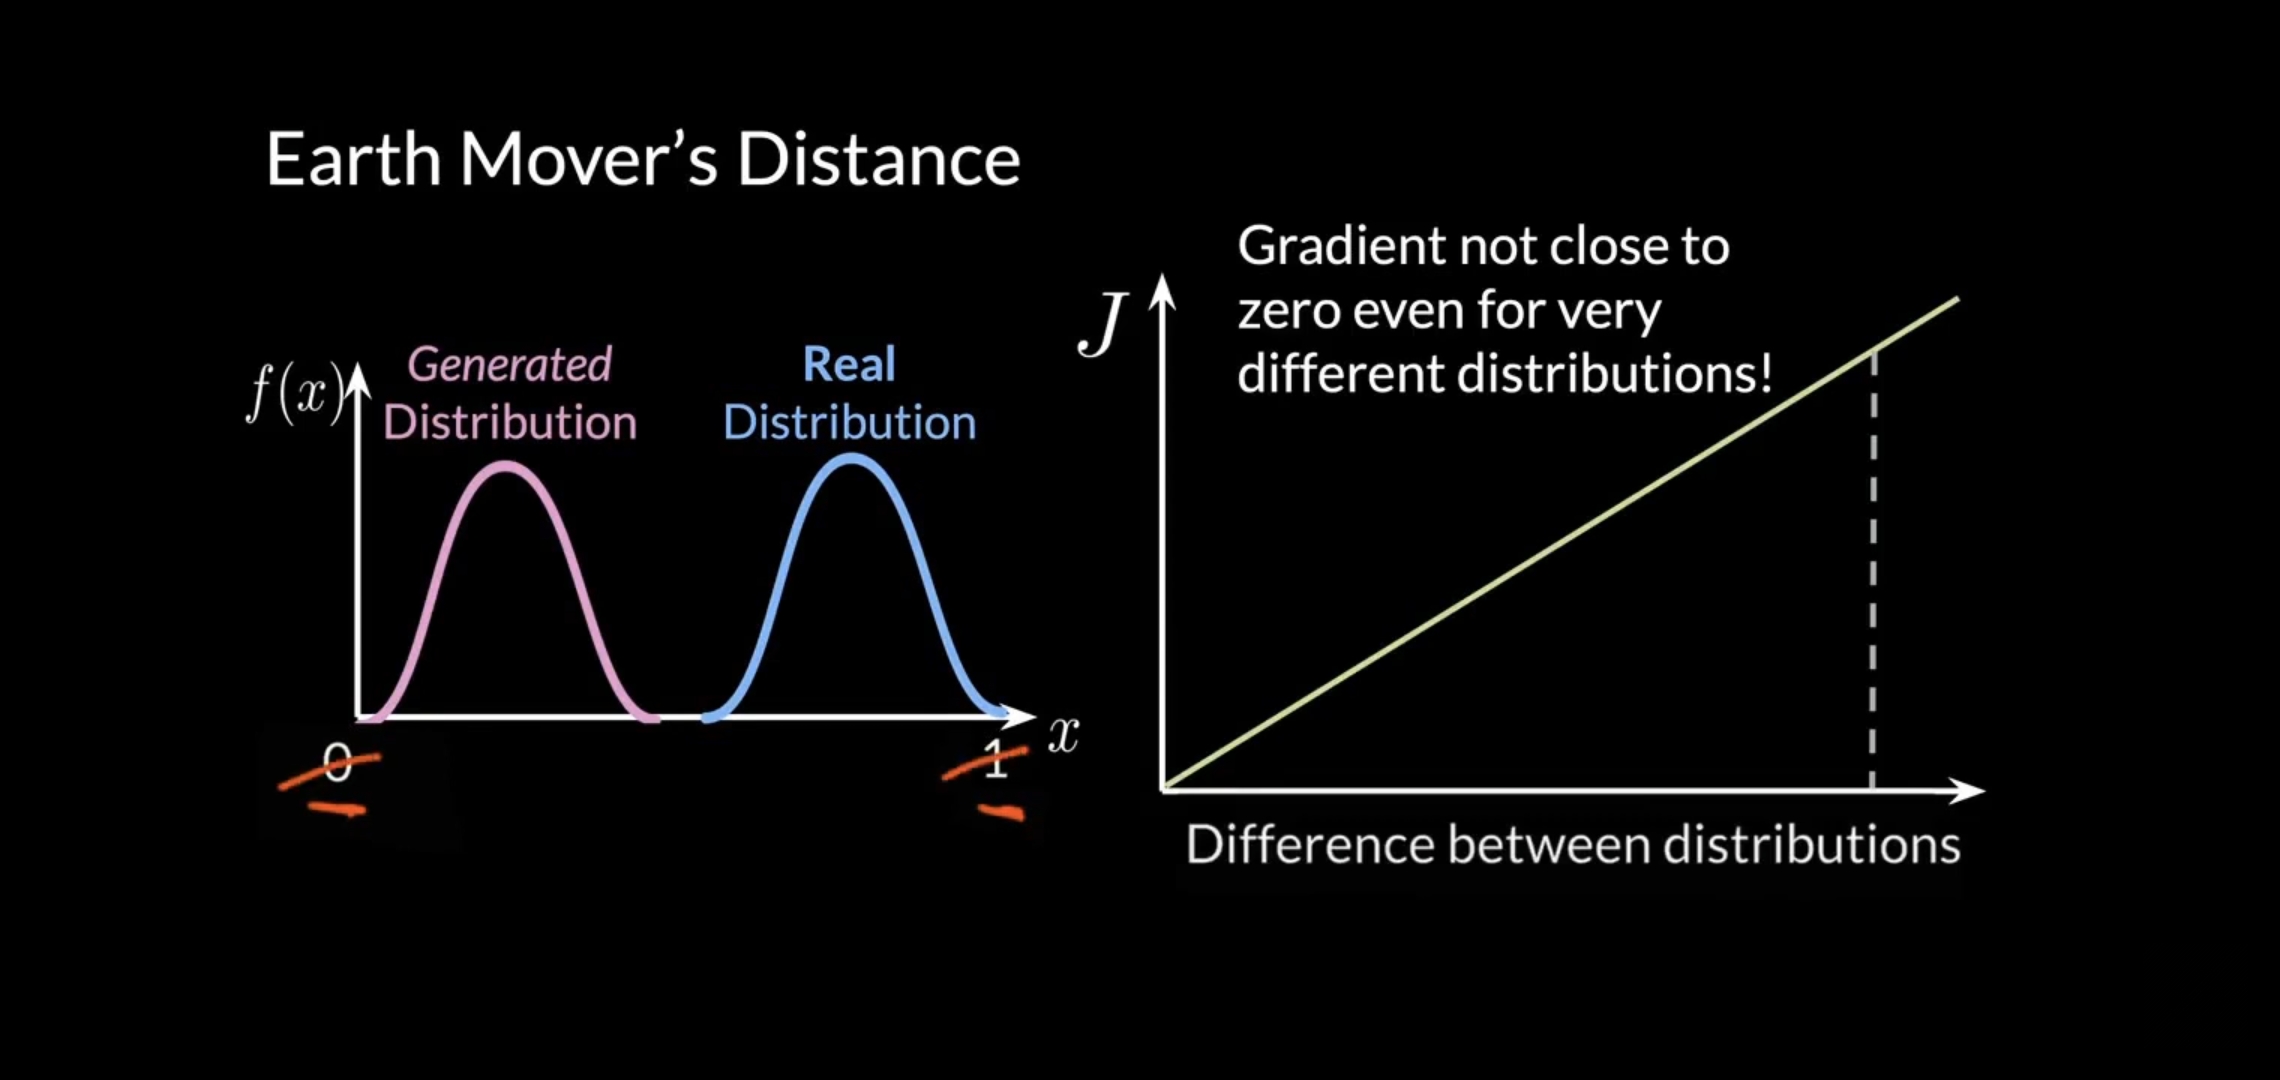 Earth Mover’s Distance
f(x)
Generated
Distribution
Real
Distribution
0
1
x
J
Gradient not close to
zero even for very
different distributions!
Difference between distributions